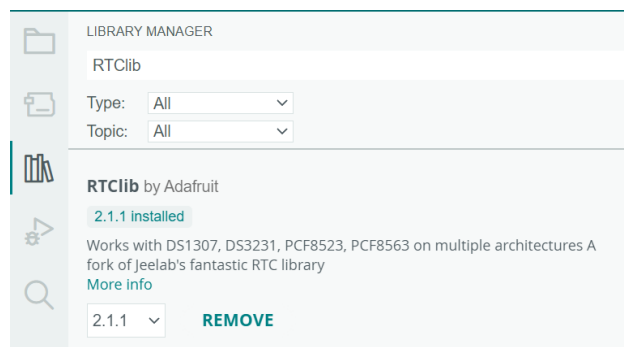 LIBRARY MANAGER
RTClib
Type: All
Topic: All
RTClib by Adafruit
2.1.1 installed
Works with DS1307, DS3231, PCF8523, PCF8563 on multiple architectures A
fork of Jeelab's fantastic RTC library
More info
2.1.1 REMOVE